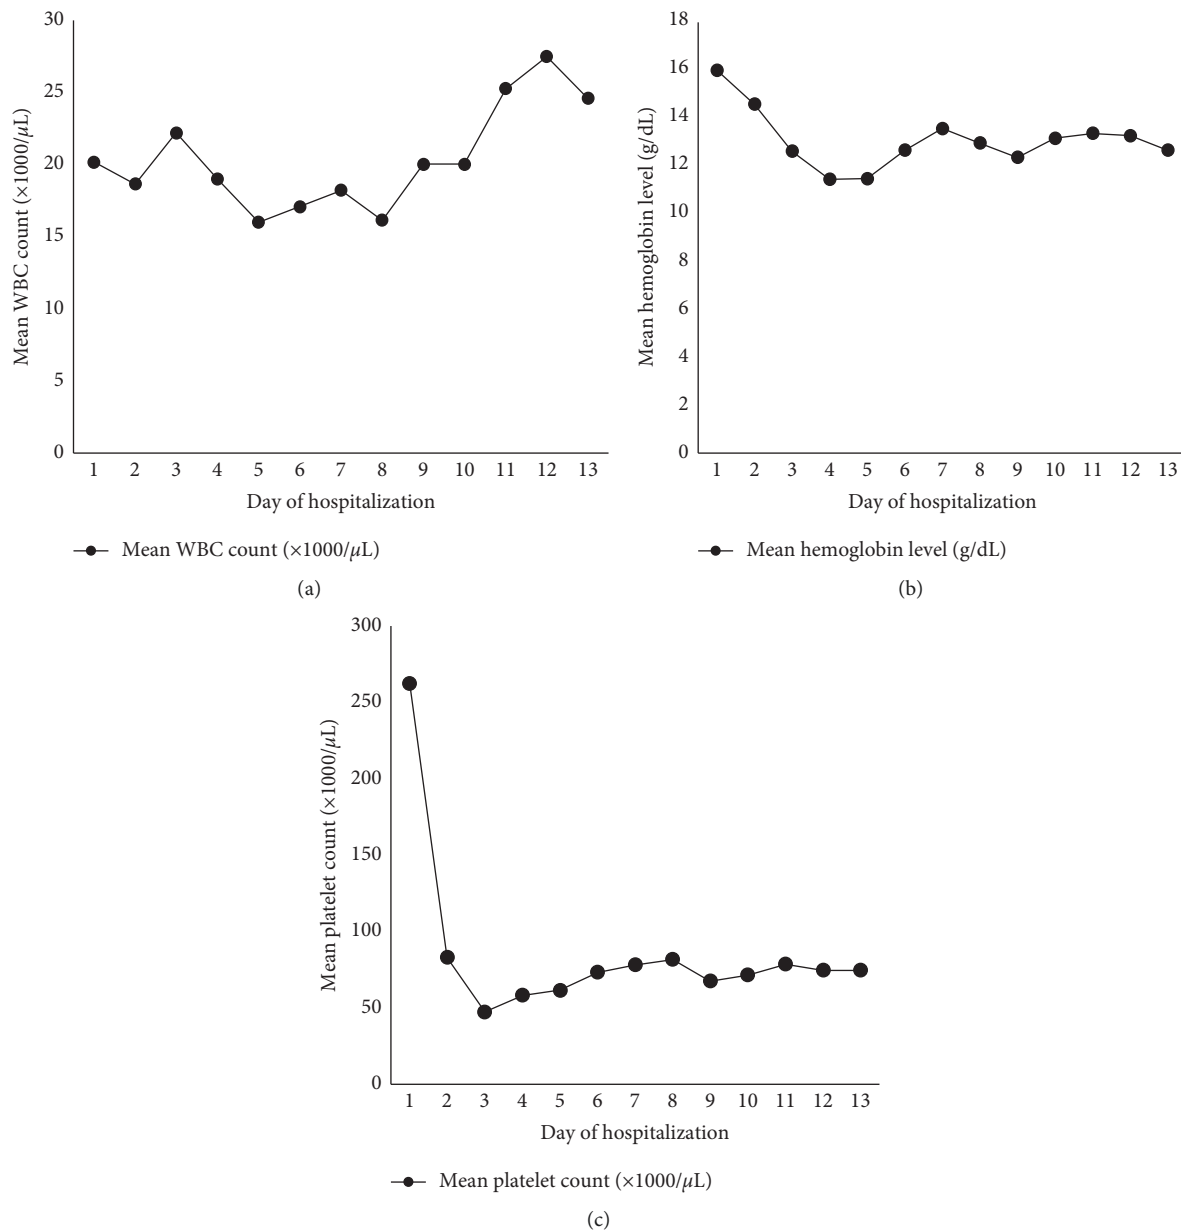 30
25
20
15
10
5
0
Mean WBC count (×1000/μL)
1 2 3 4 5 6 7 8 9 10 11 12 13
Day of hospitalization
Mean WBC count (×1000/μL)
(a)
18
16
14
12
10
8
6
4
2
0
Mean hemoglobin level (g/dL)
1 2 3 4 5 6 7 8 9 10 11 12 13
Day of hospitalization
Mean hemoglobin level (g/dL)
(b)
300
250
200
150
100
50
0
Mean platelet count (×1000/μL)
1 2 3 4 5 6 7 8 9 10 11 12 13
Day of hospitalization
Mean platelet count (×1000/μL)
(c)